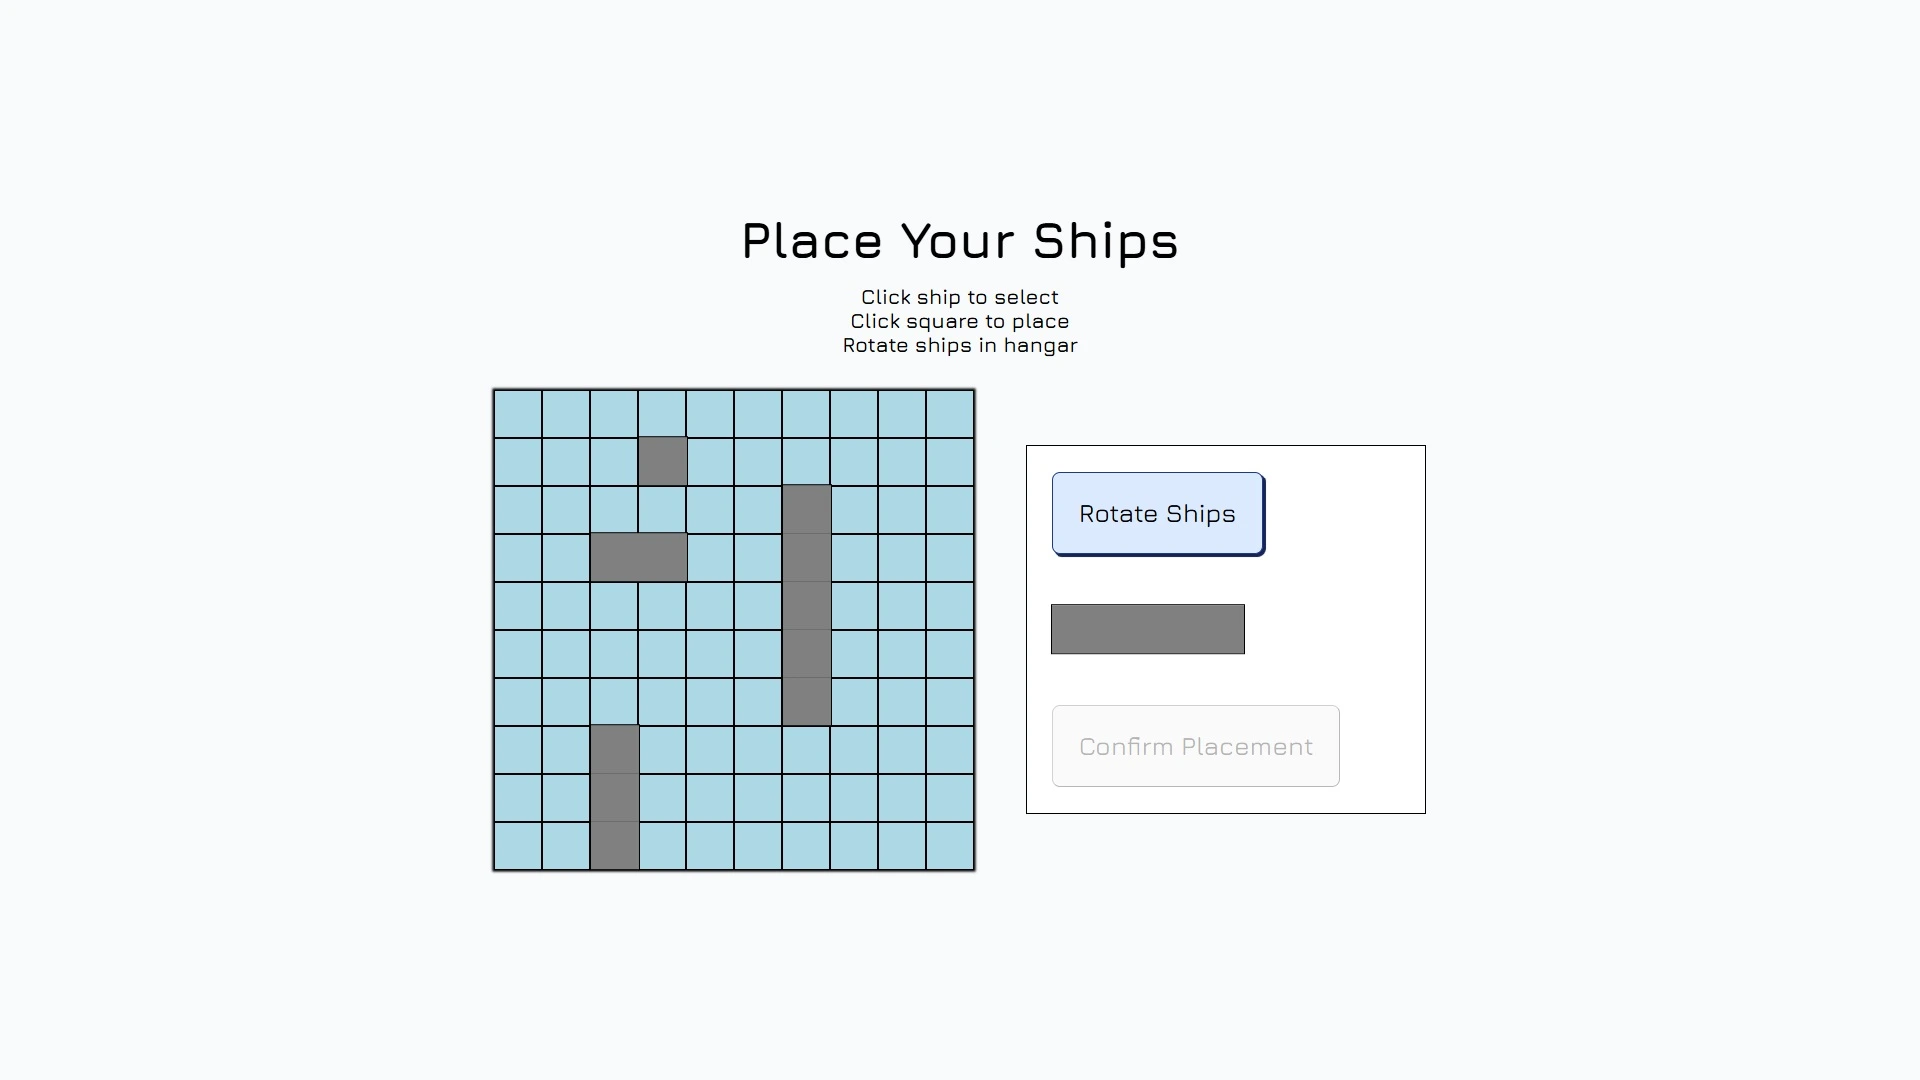 Place Your Ships
Click ship to select
Click square to place
Rotate ships in hangar
Rotate Ships
Confirm Placement